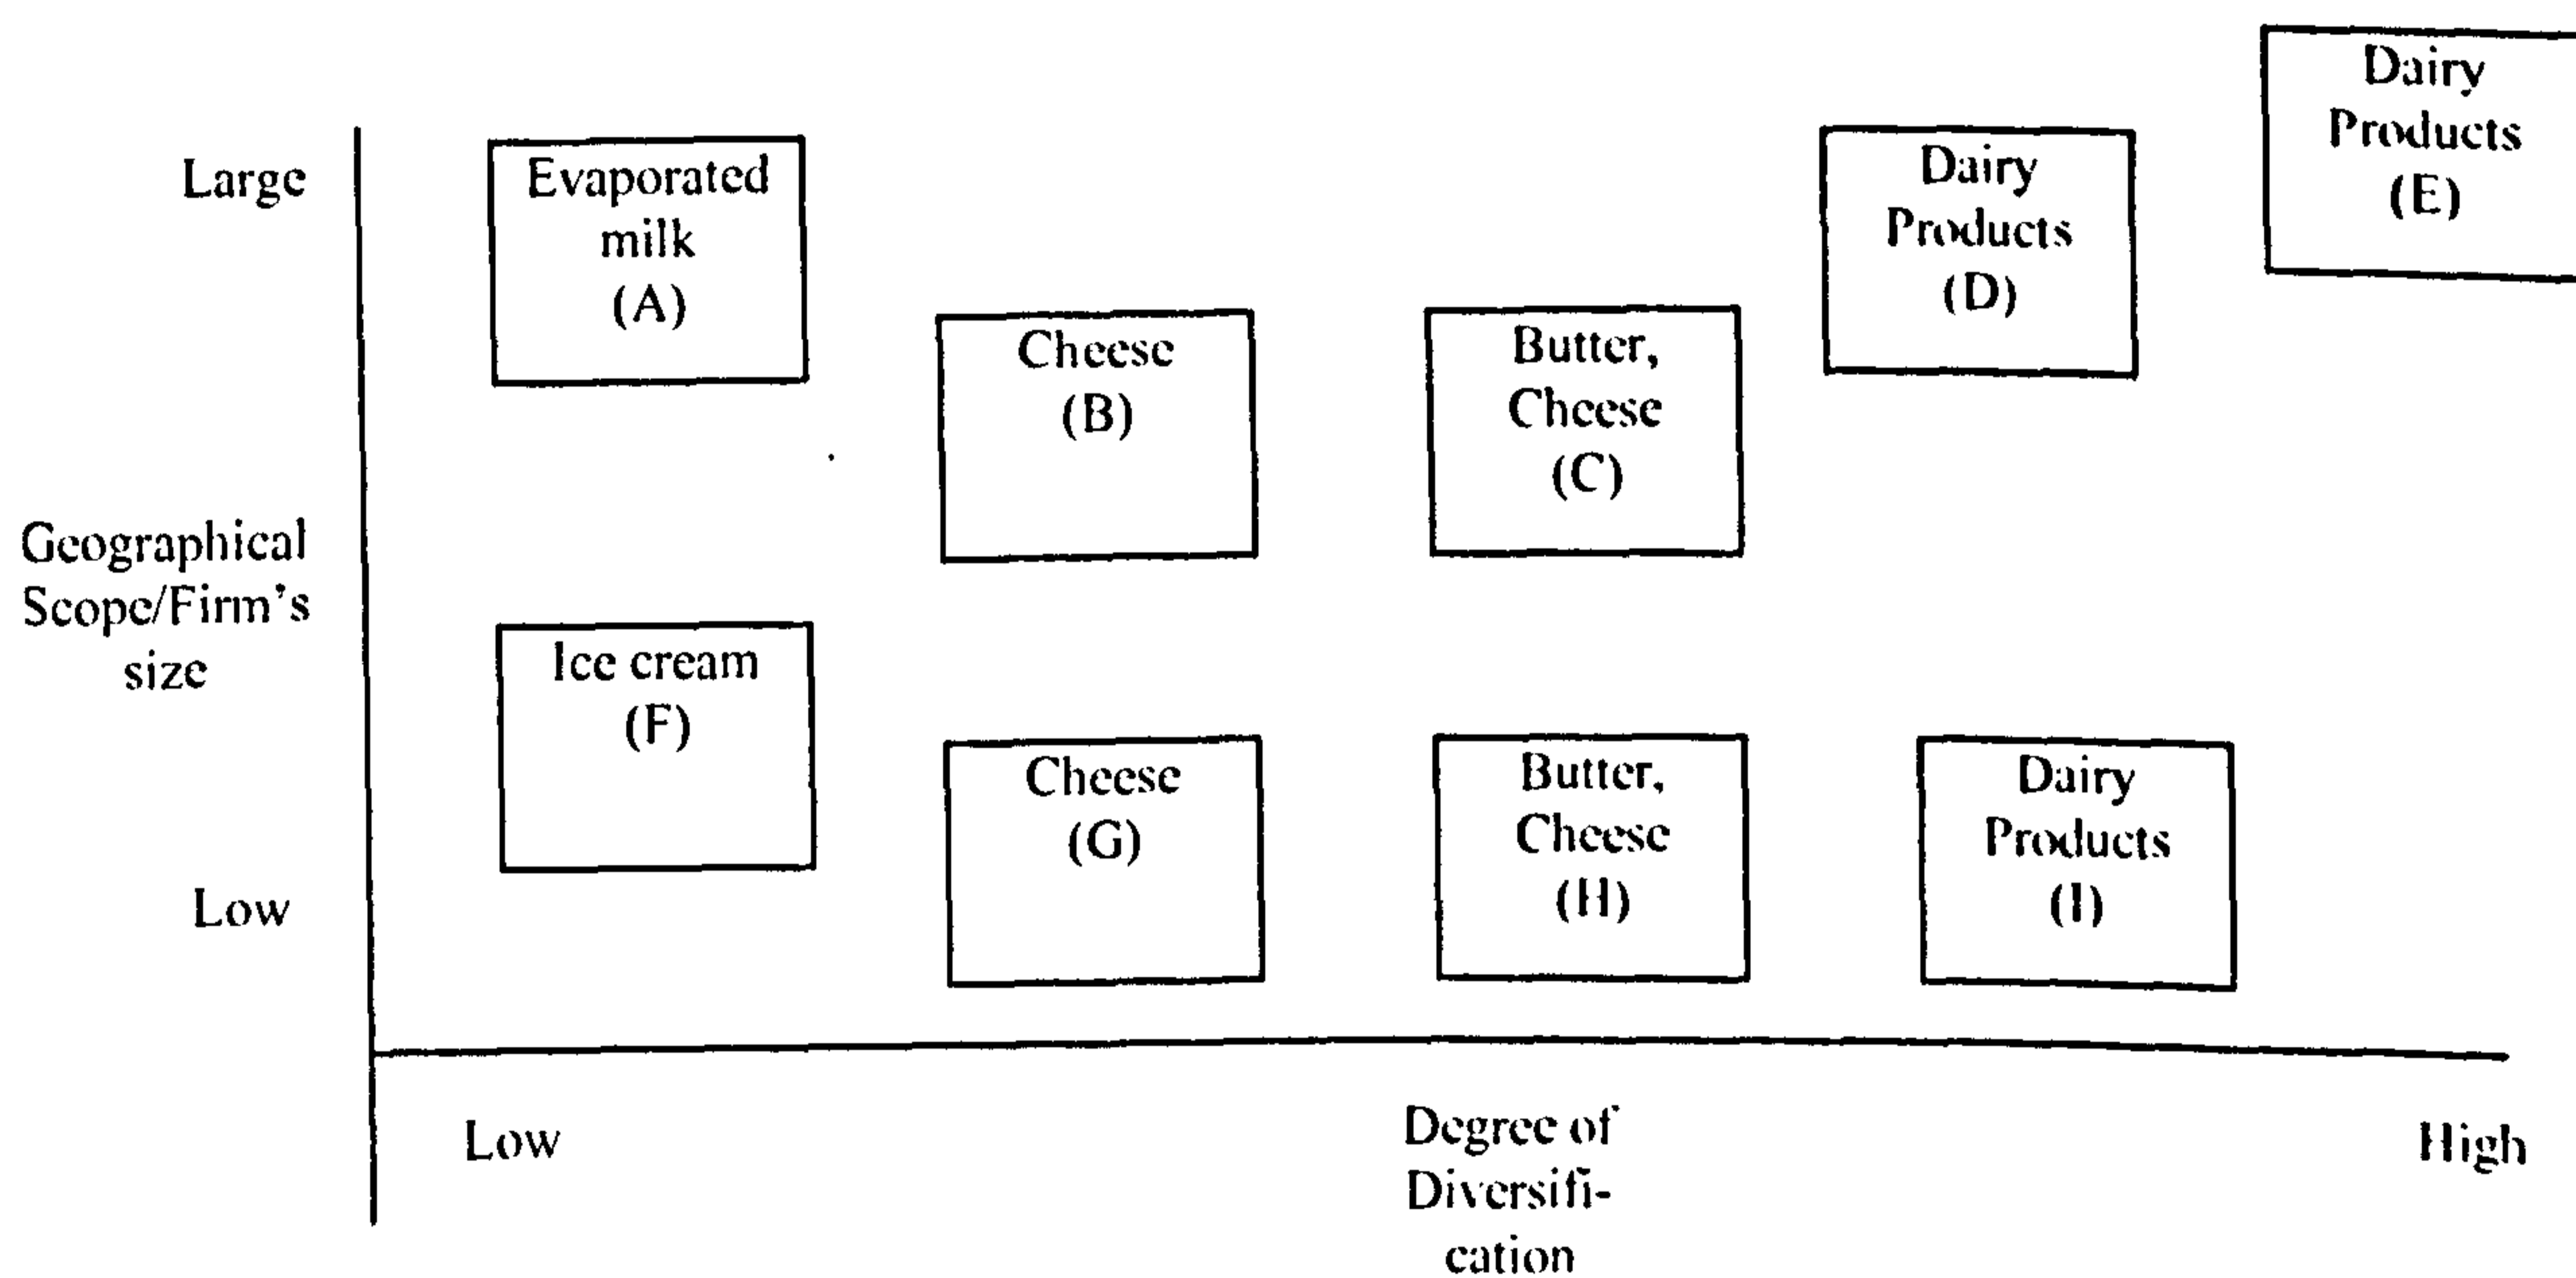 Large
Evaporated
milk
(A)
Cheese
(B)
Butter,
Cheese
(C)
Dairy
Products
(D)
Dairy
Products
(E)
Geographical
Scope/Firm's
size
Low
Ice cream
(F)
Cheese
(G)
Butter,
Cheese
(H)
Dairy
Products
(I)
Low
Degree of
Diversifi-
cation
High